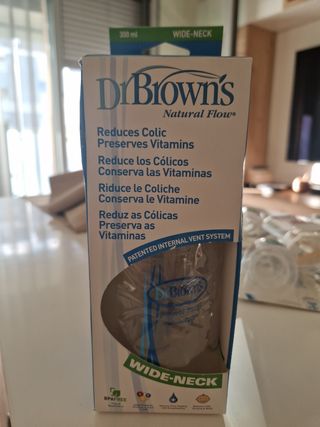 300 ml
WIDE-NECK
Dr Brown's
Natural Flow®
Reduces Colic
Preserves Vitamins
Reduce los Cólicos
Conserva las Vitaminas
Riduce le Coliche
Conserva le Vitamine
Reduz as Cólicas
Preserva as
Vitaminas
PATENTED INTERNAL VENT SYSTEM
Dr Brown's
WIDE-NECK
BPA FREE